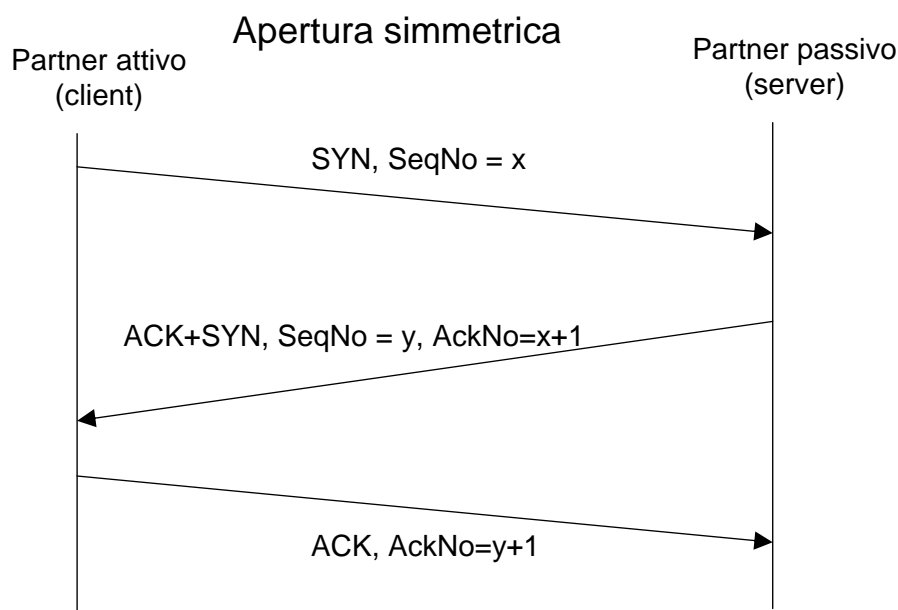 Apertura simmetrica
Partner attivo
(client)
Partner passivo
(server)
SYN, SeqNo = x
ACK+SYN, SeqNo = y, AckNo=x+1
ACK, AckNo=y+1